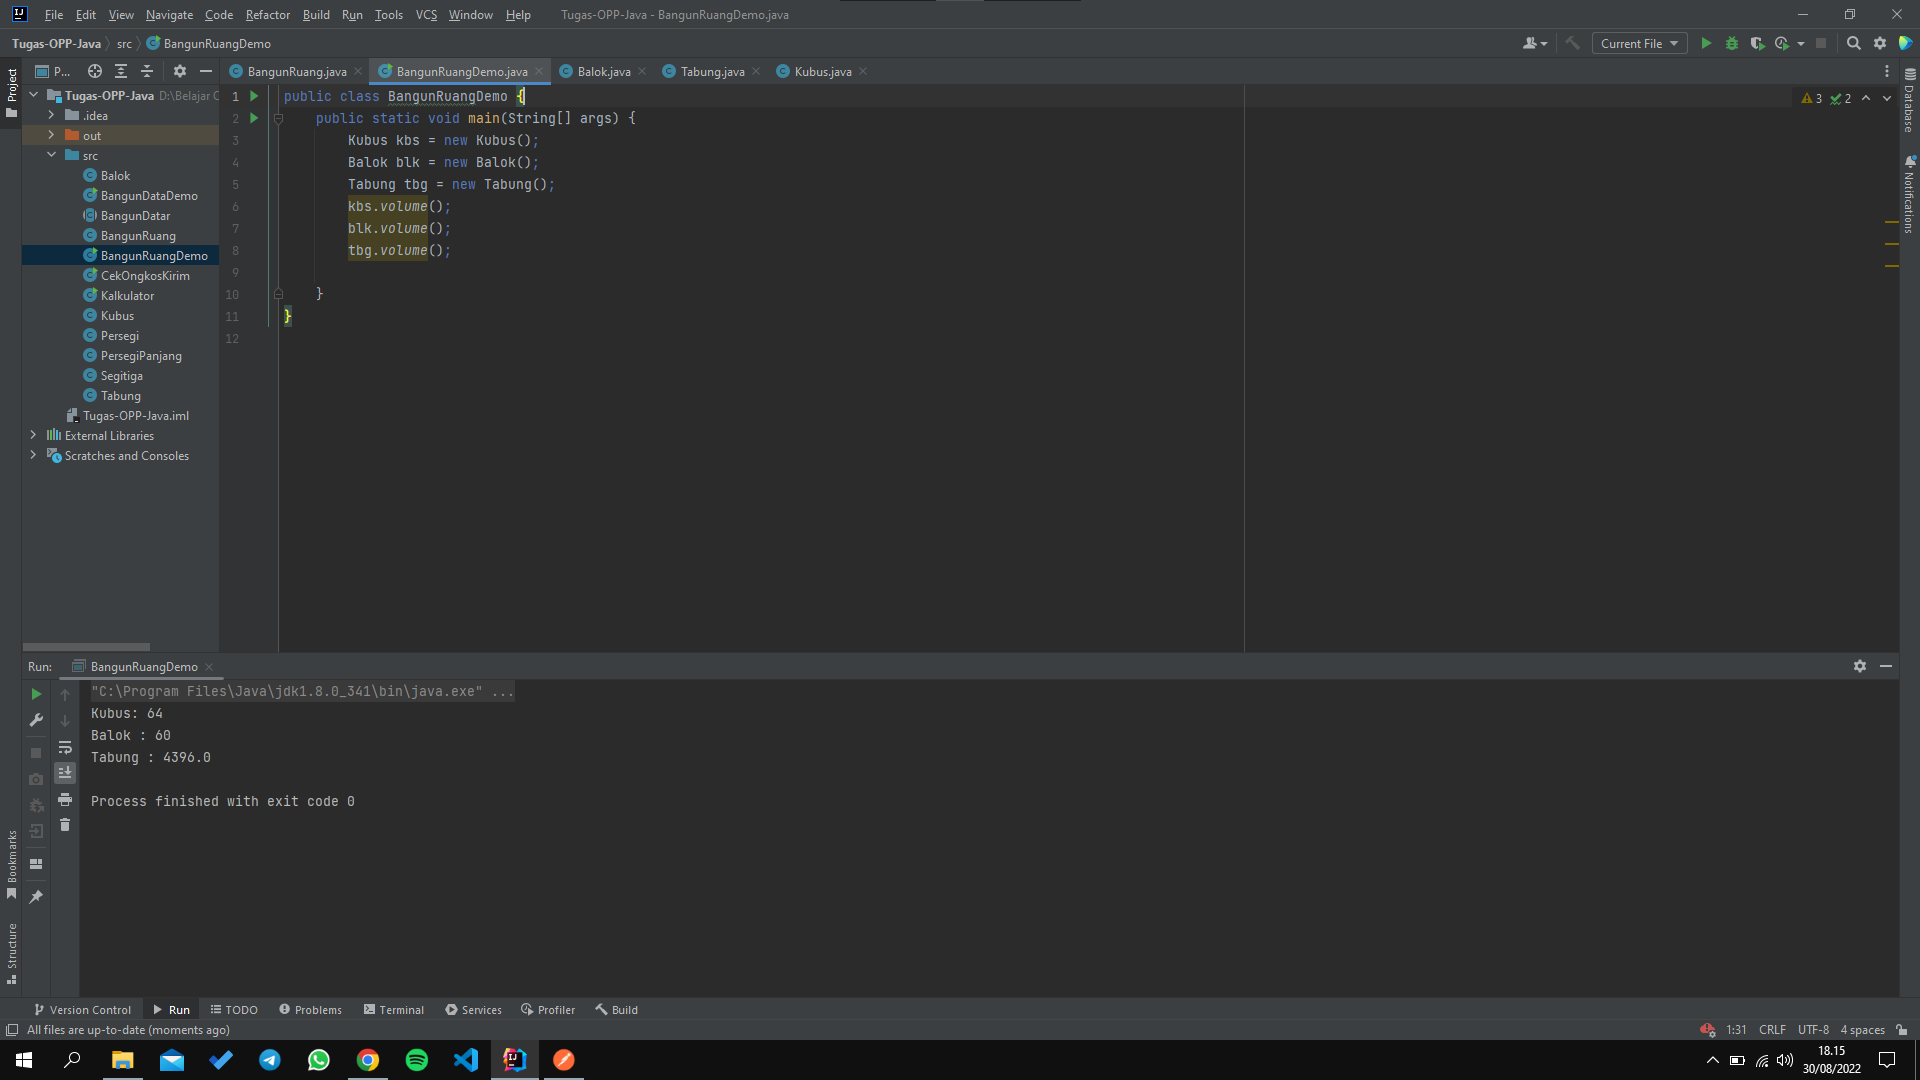 File Edit View Navigate Code Refactor Build Run Tools VCS Window Help Tugas-OPP-Java - BangunRuangDemo.java
Tugas-OPP-Java src BangunRuangDemo Current File
Project P... BangunRuang.java BangunRuangDemo.java Balok.java Tabung.java Kubus.java
Tugas-OPP-Java D:\Belajar C
.idea
out
src
Balok
BangunDataDemo
BangunDatar
BangunRuang
BangunRuangDemo
CekOngkosKirim
Kalkulator
Kubus
Persegi
PersegiPanjang
Segitiga
Tabung
Tugas-OPP-Java.iml
External Libraries
Scratches and Consoles
1 public class BangunRuangDemo {
2 public static void main(String[] args) {
3 Kubus kbs = new Kubus();
4 Balok blk = new Balok();
5 Tabung tbg = new Tabung();
6 kbs.volume();
7 blk.volume();
8 tbg.volume();
9
10 }
11 }
12
3 2
Database
Notifications
Run: BangunRuangDemo
"C:\Program Files\Java\jdk1.8.0_341\bin\java.exe" ...
Kubus: 64
Balok : 60
Tabung : 4396.0
Process finished with exit code 0
Bookmarks
Structure
Version Control Run TODO Problems Terminal Services Profiler Build
All files are up-to-date (moments ago) 1:31 CRLF UTF-8 4 spaces
18.15
30/08/2022